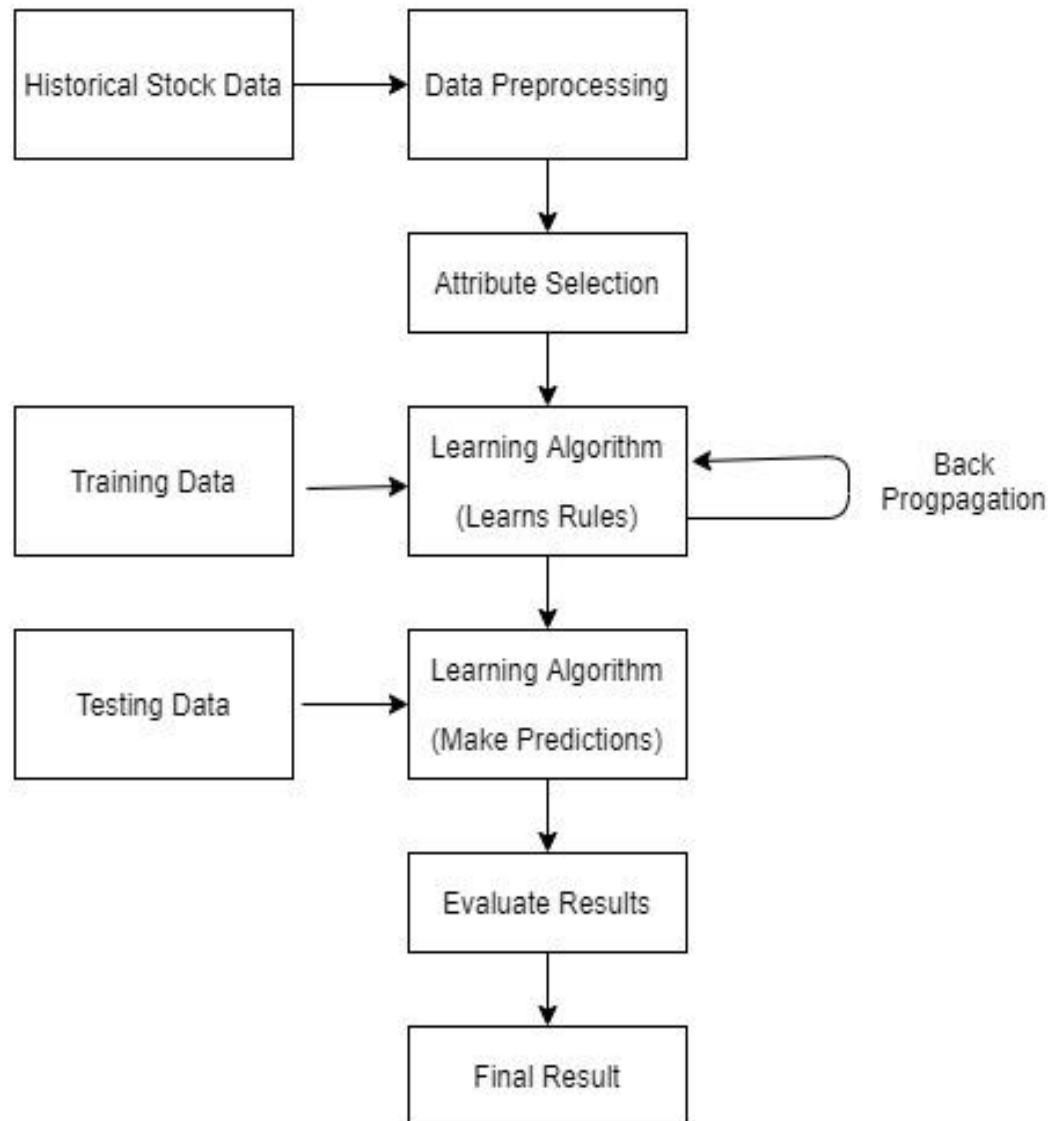 Historical Stock Data
Data Preprocessing
Attribute Selection
Training Data
Learning Algorithm
(Learns Rules)
Back
Progpagation
Testing Data
Learning Algorithm
(Make Predictions)
Evaluate Results
Final Result